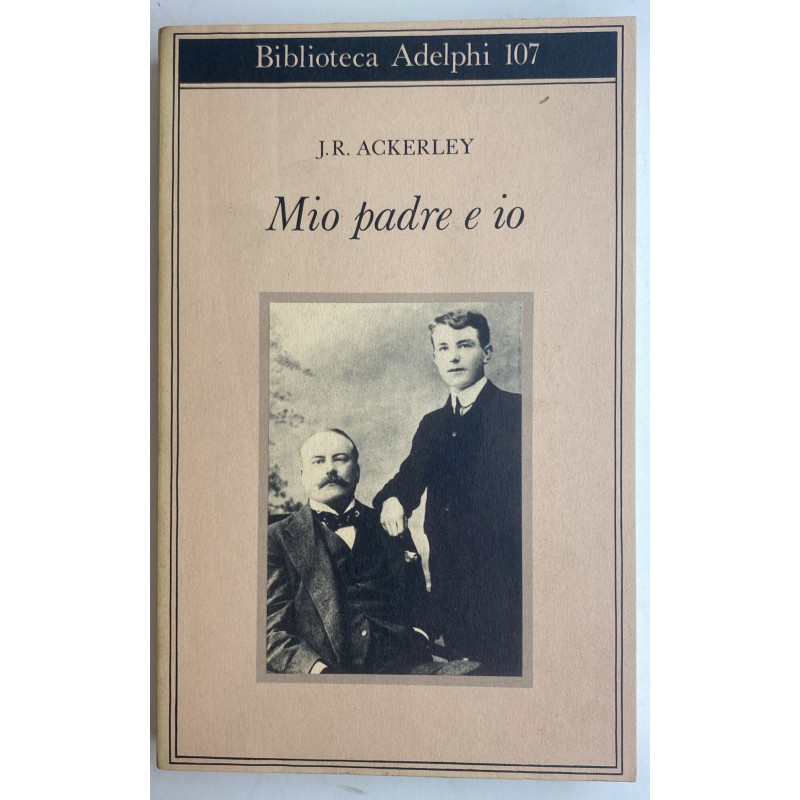 Biblioteca Adelphi 107
J.R. ACKERLEY
Mio padre e io